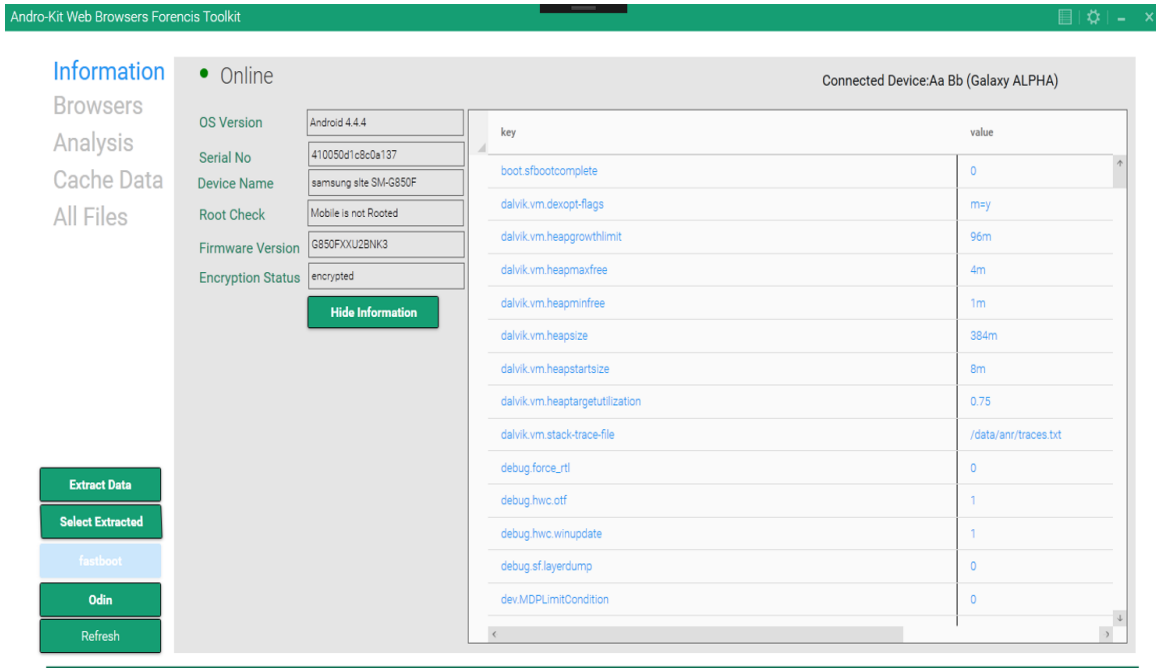 Andro-Kit Web Browsers Forencis Toolkit
Information
Browsers
Analysis
Cache Data
All Files
Online
Connected Device:Aa Bb (Galaxy ALPHA)
OS Version Android 4.4.4
Serial No 410050d1c8c0a137
Device Name samsung slte SM-G850F
Root Check Mobile is not Rooted
Firmware Version G850FXXU2BNK3
Encryption Status encrypted
Hide Information
key value
boot.sfbootcomplete 0
dalvik.vm.dexopt-flags m=y
dalvik.vm.heapgrowthlimit 96m
dalvik.vm.heapmaxfree 4m
dalvik.vm.heapminfree 1m
dalvik.vm.heapsize 384m
dalvik.vm.heapstartsize 8m
dalvik.vm.heaptargetutilization 0.75
dalvik.vm.stack-trace-file /data/anr/traces.txt
debug.force_rtl 0
debug.hwc.otf 1
debug.hwc.winupdate 1
debug.sf.layerdump 0
dev.MDPLimitCondition 0
Extract Data
Select Extracted
fastboot
Odin
Refresh